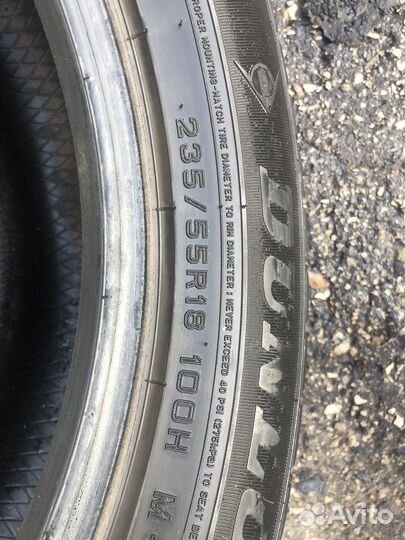 ROPER MOUNTING-MATCH TIRE DIAMETER TO RIM DIAMETER; NEVER EXCEED 40 PSI (275kPa) TO SEAT BE
235/55R18 100H M
DUNLO
Avito